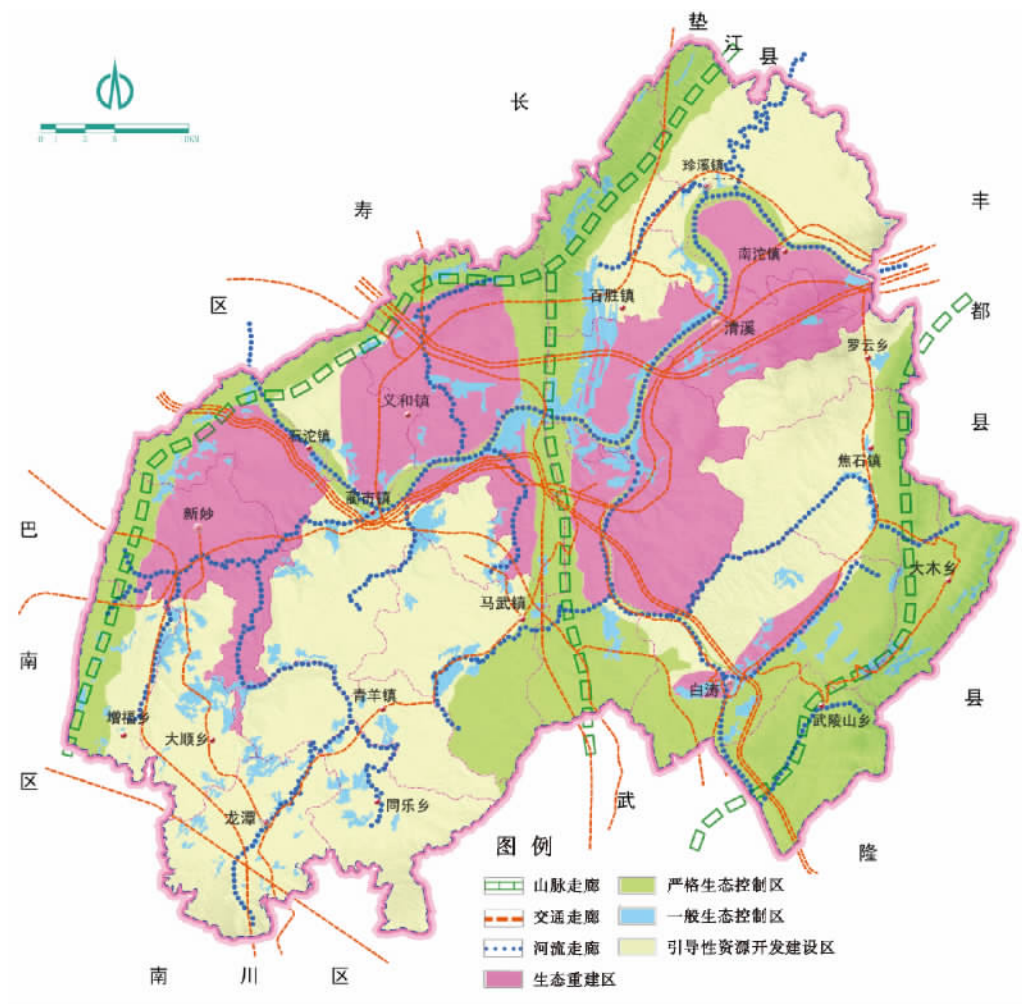 垫
江
县
长
寿
区
丰
都
县
巴
南
区
南
川
区
武
隆
县
珍溪镇
南沱镇
百胜镇
清溪
罗云乡
义和镇
石沱镇
焦石镇
蔺市镇
新妙
大木乡
马武镇
白涛
青羊镇
武陵山乡
增福乡
大顺乡
龙潭
同乐乡
图 例
山脉走廊
严格生态控制区
交通走廊
一般生态控制区
河流走廊
引导性资源开发建设区
生态重建区